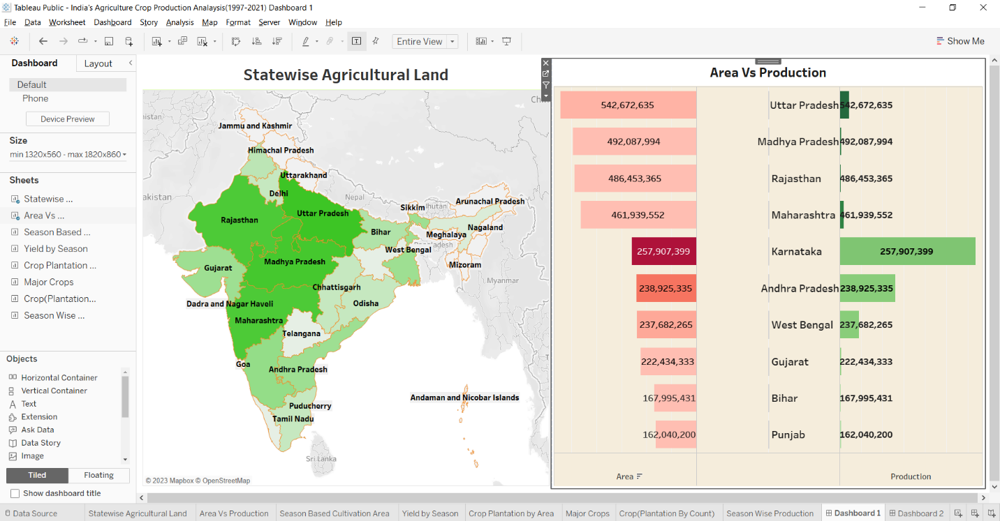 Tableau Public - India's Agriculture Crop Production Analaysis(1997-2021) Dashboard 1
File Data Worksheet Dashboard Story Analysis Map Format Server Window Help
Entire View
Show Me
Dashboard Layout
Default
Phone
Device Preview
Size
min 1320x560 - max 1820x860
Sheets
Statewise ...
Area Vs ...
Season Based ...
Yield by Season
Crop Plantation ...
Major Crops
Crop(Plantation...
Season Wise ...
Objects
Horizontal Container
Vertical Container
Text
Extension
Ask Data
Data Story
Image
Tiled Floating
Show dashboard title
Statewise Agricultural Land
Jammu and Kashmir
Himachal Pradesh
Uttarakhand
Delhi
Nepal
Arunachal Pradesh
Sikkim
Uttar Pradesh
Rajasthan
Nagaland
Bihar
Meghalaya
West Bengal
Madhya Pradesh
Mizoram
Gujarat
Myanmar
Chhattisgarh
Dadra and Nagar Haveli
Odisha
Maharashtra
Telangana
Goa
Andhra Pradesh
Andaman and Nicobar Islands
Puducherry
Tamil Nadu
Sri Lanka
© 2023 Mapbox © OpenStreetMap
Area Vs Production
542,672,635 Uttar Pradesh 542,672,635
492,087,994 Madhya Pradesh 492,087,994
486,453,365 Rajasthan 486,453,365
461,939,552 Maharashtra 461,939,552
257,907,399 Karnataka 257,907,399
238,925,335 Andhra Pradesh 238,925,335
237,682,265 West Bengal 237,682,265
222,434,333 Gujarat 222,434,333
167,995,431 Bihar 167,995,431
162,040,200 Punjab 162,040,200
Area Production
Data Source Statewise Agricultural Land Area Vs Production Season Based Cultivation Area Yield by Season Crop Plantation by Area Major Crops Crop(Plantation By Count) Season Wise Production Dashboard 1 Dashboard 2